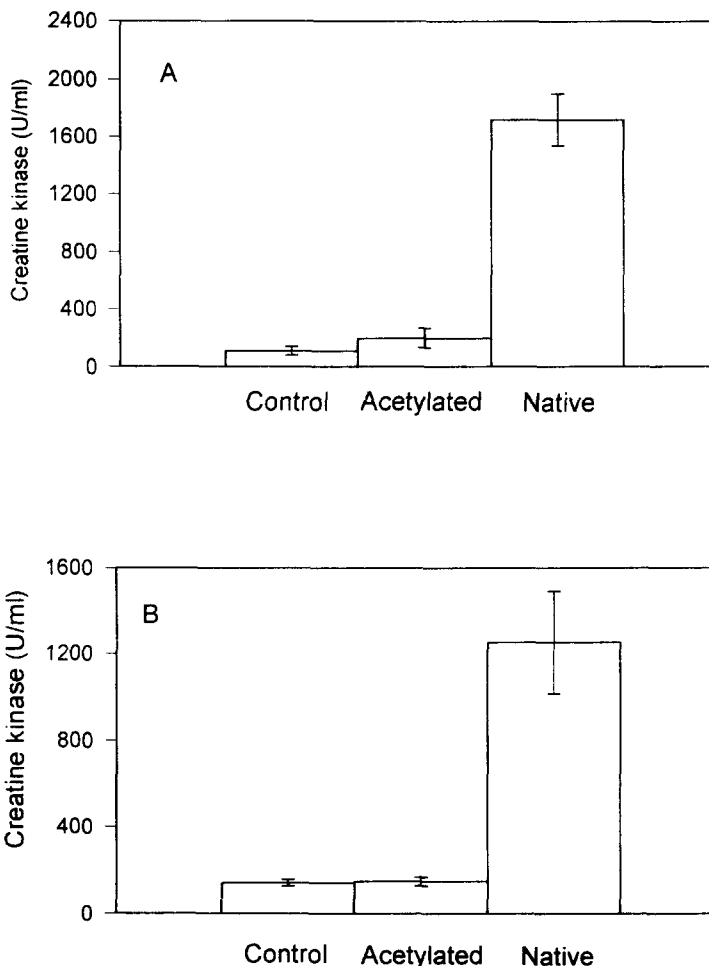 2400
A
2000
1600
1200
800
400
0
Creatine kinase (U/ml)
Control Acetylated Native
1600
B
1200
800
400
0
Creatine kinase (U/ml)
Control Acetylated Native